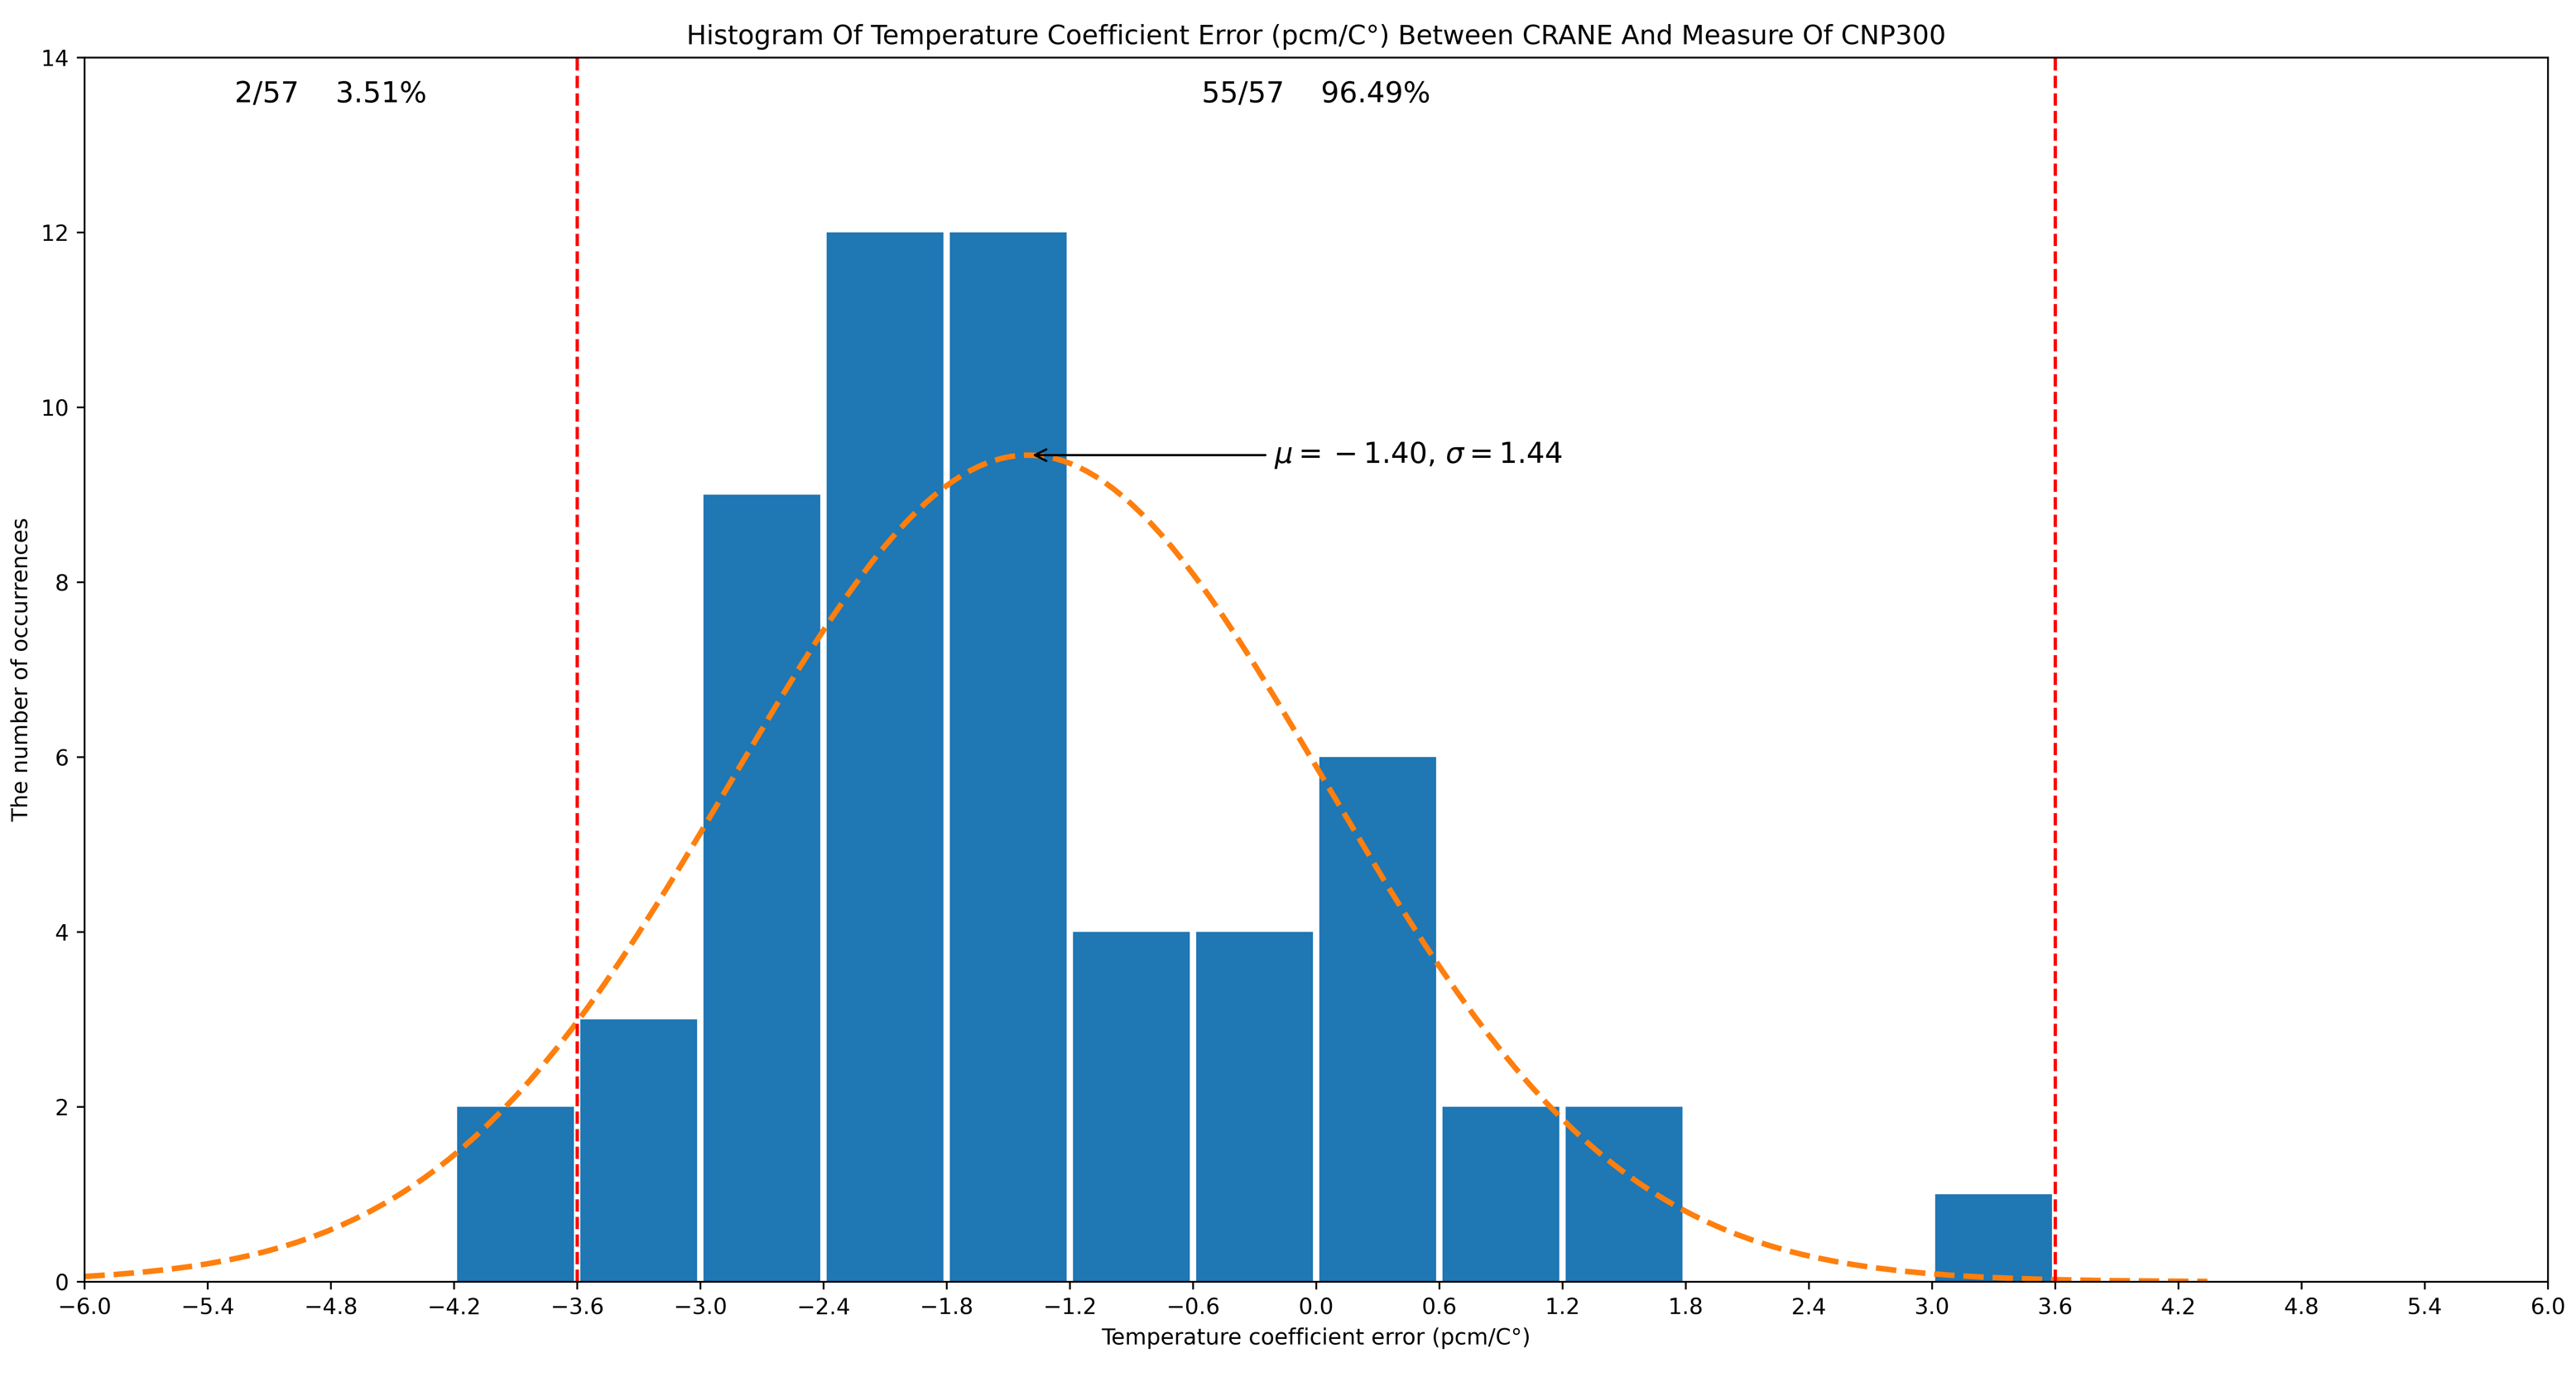 Histogram Of Temperature Coefficient Error (pcm/C°) Between CRANE And Measure Of CNP300
14
2/57 3.51%
55/57 96.49%
12
10
μ = −1.40, σ = 1.44
The number of occurrences
8
6
4
2
0
−6.0 −5.4 −4.8 −4.2 −3.6 −3.0 −2.4 −1.8 −1.2 −0.6 0.0 0.6 1.2 1.8 2.4 3.0 3.6 4.2 4.8 5.4 6.0
Temperature coefficient error (pcm/C°)